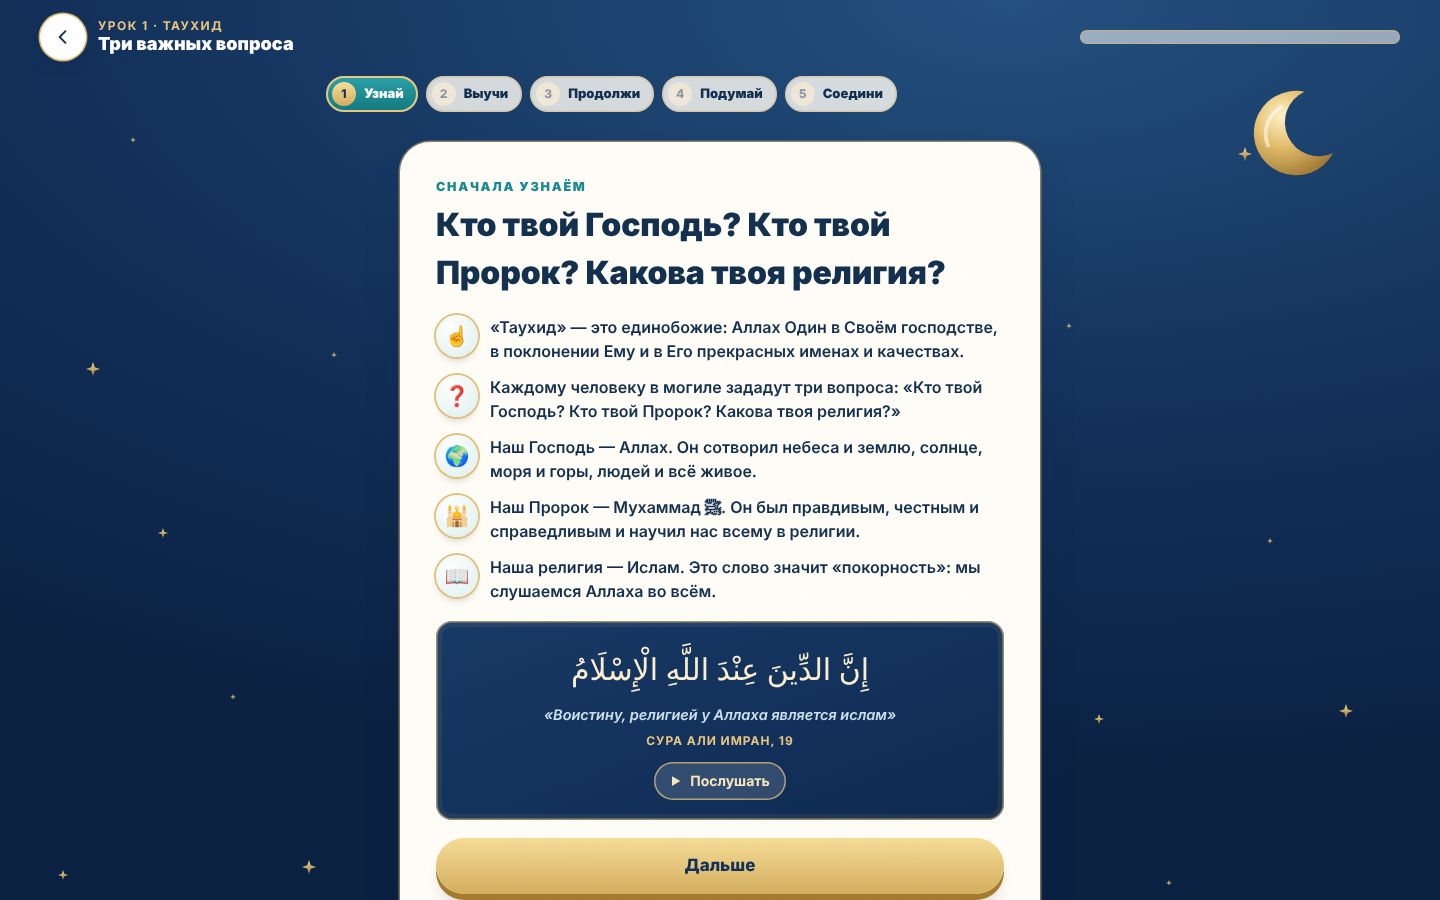 УРОК 1 · ТАУХИД
Три важных вопроса
1 Узнай
2 Выучи
3 Продолжи
4 Подумай
5 Соедини
СНАЧАЛА УЗНАЁМ
Кто твой Господь? Кто твой
Пророк? Какова твоя религия?
«Таухид» — это единобожие: Аллах Один в Своём господстве,
в поклонении Ему и в Его прекрасных именах и качествах.
Каждому человеку в могиле зададут три вопроса: «Кто твой
Господь? Кто твой Пророк? Какова твоя религия?»
Наш Господь — Аллах. Он сотворил небеса и землю, солнце,
моря и горы, людей и всё живое.
Наш Пророк — Мухаммад ﷺ. Он был правдивым, честным и
справедливым и научил нас всему в религии.
Наша религия — Ислам. Это слово значит «покорность»: мы
слушаемся Аллаха во всём.
إِنَّ الدِّينَ عِنْدَ اللَّهِ الْإِسْلَامُ
«Воистину, религией у Аллаха является ислам»
СУРА АЛИ ИМРАН, 19
Послушать
Дальше